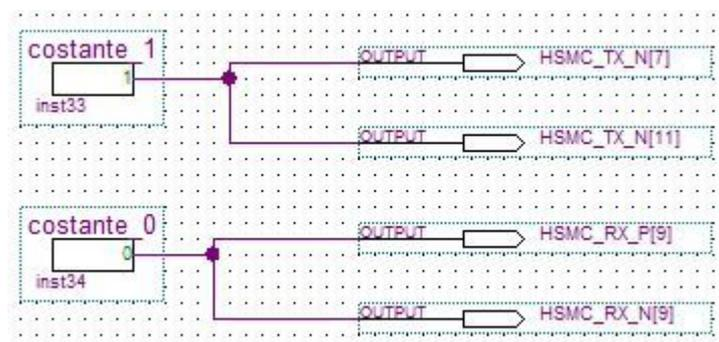 costante_1
1
inst33
OUTPUT HSMC_TX_N[7]
OUTPUT HSMC_TX_N[11]
costante_0
0
inst34
OUTPUT HSMC_RX_P[9]
OUTPUT HSMC_RX_N[9]